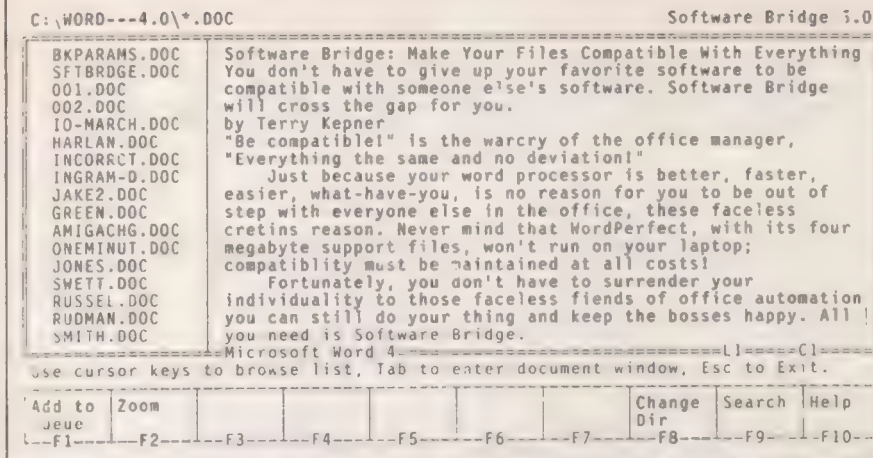 C:\WORD---4.0\*.DOC Software Bridge 5.0
BKPARAMS.DOC Software Bridge: Make Your Files Compatible With Everything
SFTBRDGE.DOC You don't have to give up your favorite software to be
001.DOC compatible with someone else's software. Software Bridge
002.DOC will cross the gap for you.
IO-MARCH.DOC by Terry Kepner
HARLAN.DOC "Be compatible!" is the warcry of the office manager,
INCORRCT.DOC "Everything the same and no deviation!"
INGRAM-D.DOC Just because your word processor is better, faster,
JAKE2.DOC easier, what-have-you, is no reason for you to be out of
GREEN.DOC step with everyone else in the office, these faceless
AMIGACHG.DOC cretins reason. Never mind that WordPerfect, with its four
ONEMINUT.DOC megabyte support files, won't run on your laptop;
JONES.DOC compatiblity must be maintained at all costs!
SWETT.DOC Fortunately, you don't have to surrender your
RUSSEL.DOC individuality to those faceless fiends of office automation
RUDMAN.DOC you can still do your thing and keep the bosses happy. All
SMITH.DOC you need is Software Bridge.
Microsoft Word 4 L1 C1
Use cursor keys to browse list, Tab to enter document window, Esc to Exit.
Add to Zoom Change Search Help
Queue Dir
F1 F2 F3 F4 F5 F6 F7 F8 F9 F10